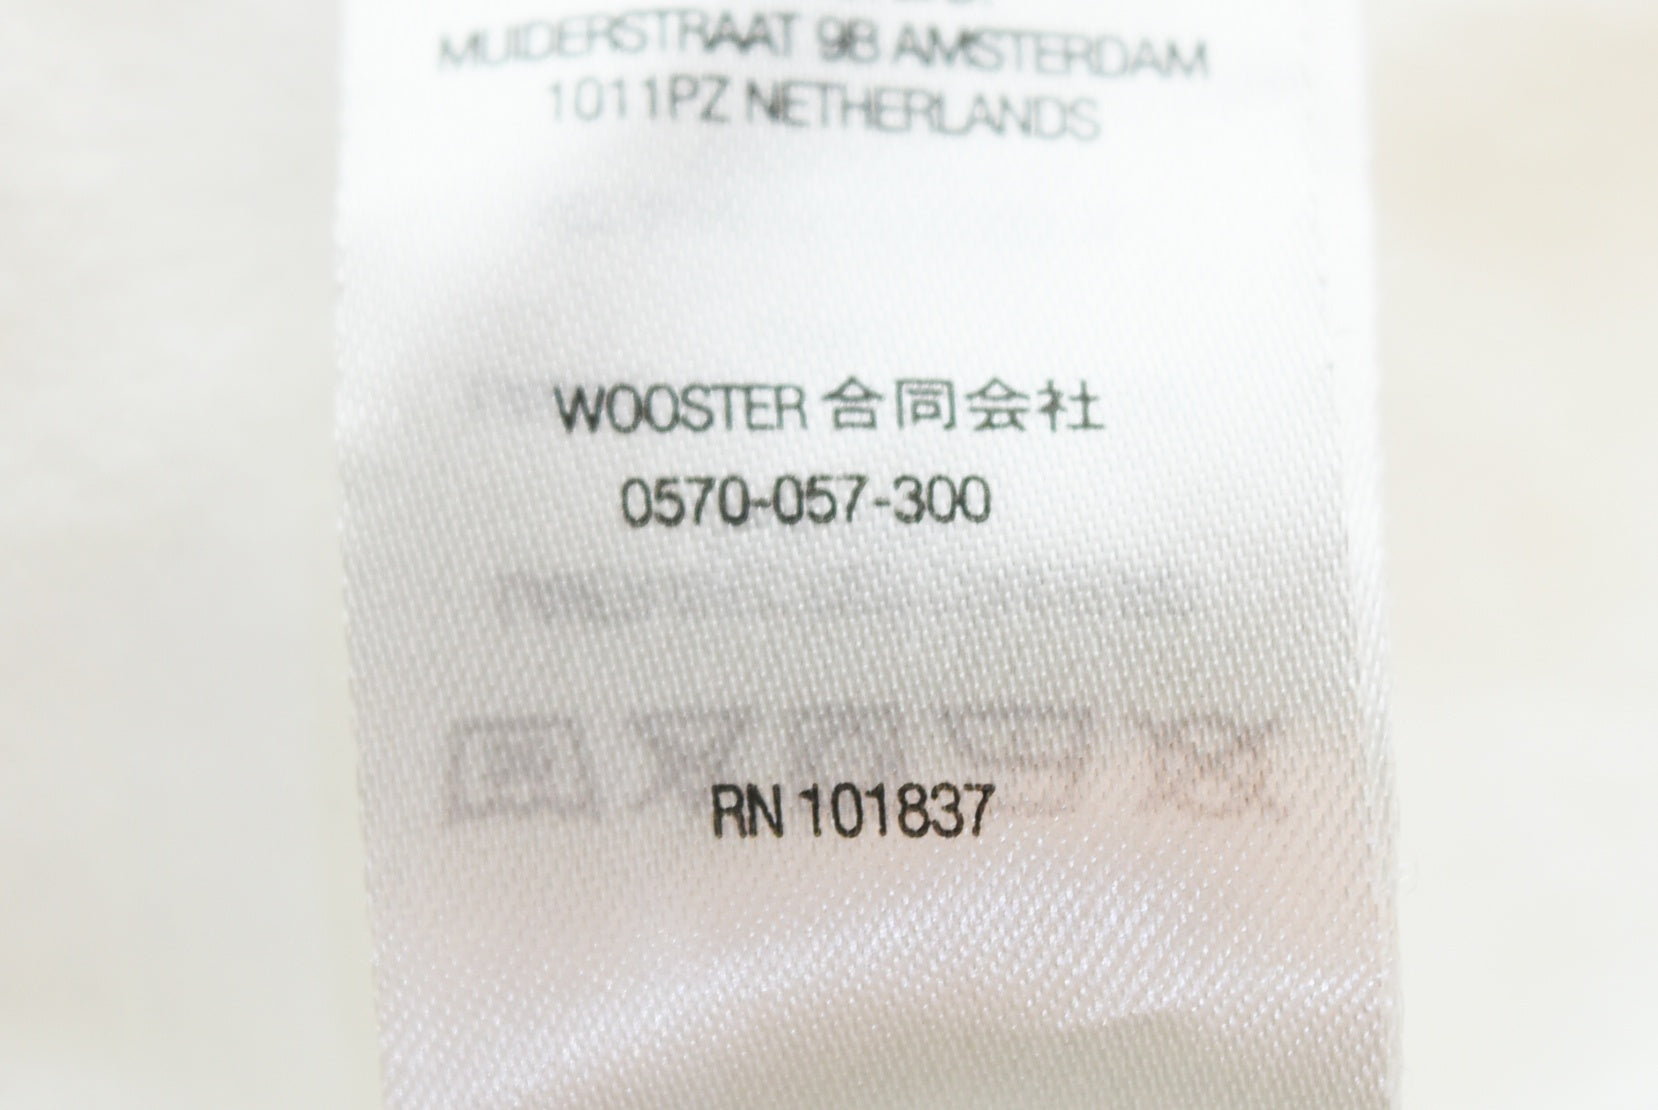 MUIDERSTRAAT 9B AMSTERDAM
1011PZ NETHERLANDS
WOOSTER 合同会社
0570-057-300
RN 101837